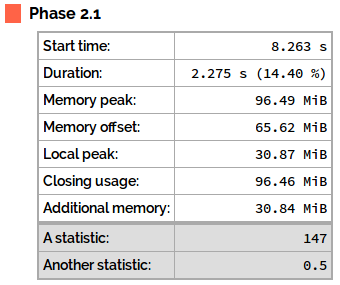 Phase 2.1
Start time: 8.263 s
Duration: 2.275 s (14.40 %)
Memory peak: 96.49 MiB
Memory offset: 65.62 MiB
Local peak: 30.87 MiB
Closing usage: 96.46 MiB
Additional memory: 30.84 MiB
A statistic: 147
Another statistic: 0.5